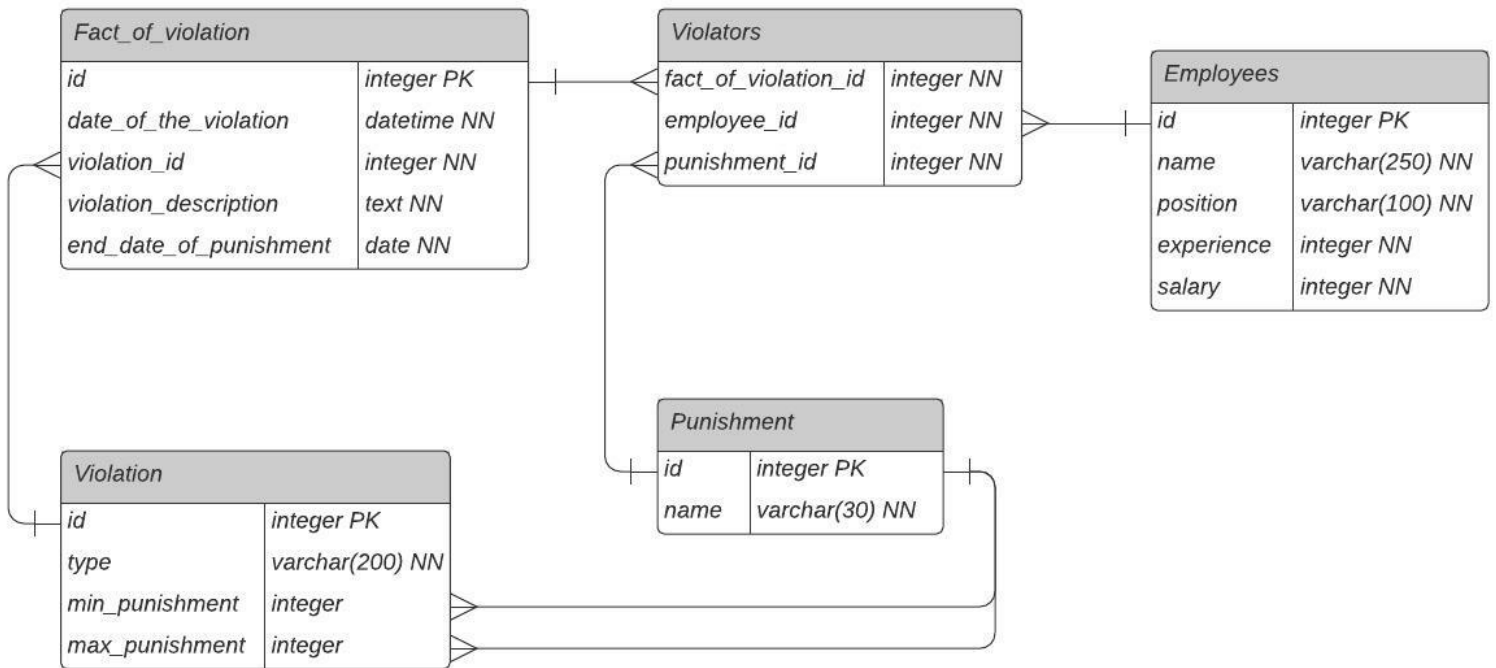 Fact_of_violation
id integer PK
date_of_the_violation datetime NN
violation_id integer NN
violation_description text NN
end_date_of_punishment date NN
Violators
fact_of_violation_id integer NN
employee_id integer NN
punishment_id integer NN
Employees
id integer PK
name varchar(250) NN
position varchar(100) NN
experience integer NN
salary integer NN
Punishment
id integer PK
name varchar(30) NN
Violation
id integer PK
type varchar(200) NN
min_punishment integer
max_punishment integer